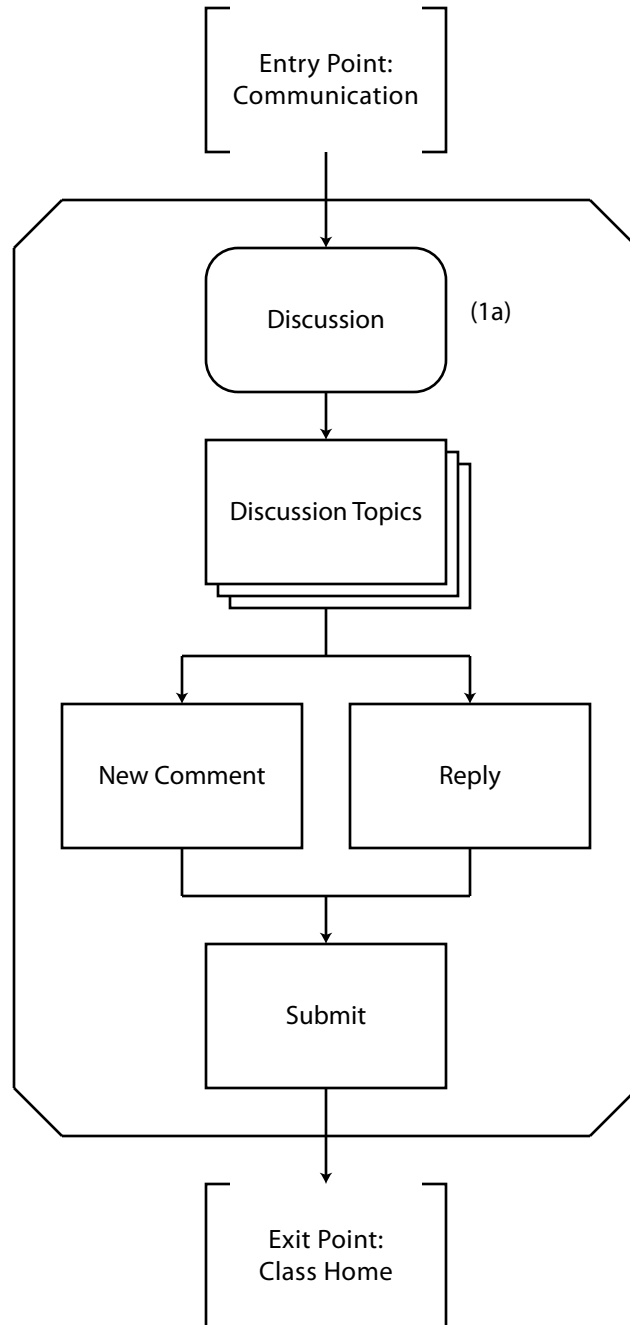 Entry Point:
Communication
Discussion
(1a)
Discussion Topics
New Comment
Reply
Submit
Exit Point:
Class Home